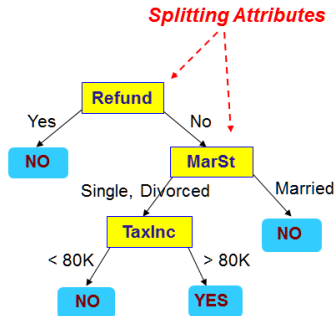 Splitting Attributes
Refund
Yes
No
NO
MarSt
Single, Divorced
Married
TaxInc
NO
< 80K
> 80K
NO
YES